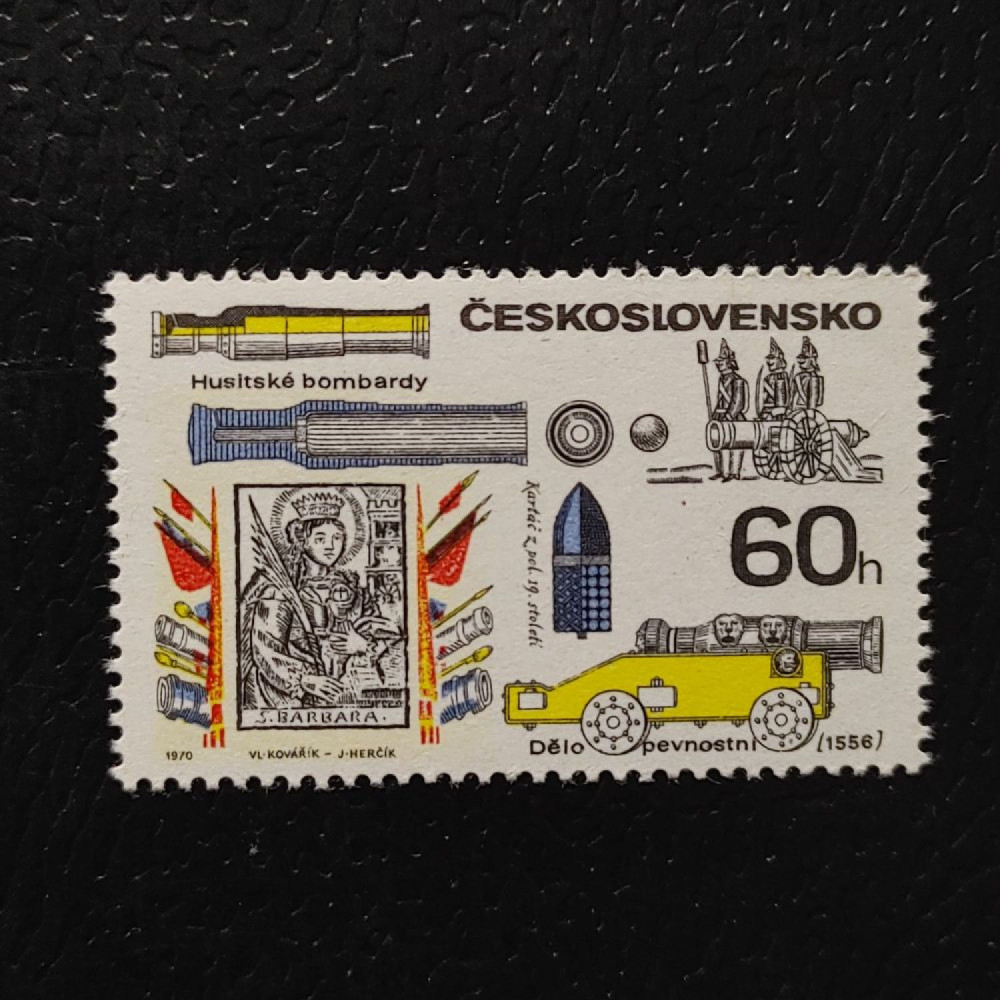 ČESKOSLOVENSKO
Husitské bombardy
Kartáč z pol. 19. století
60h
S. BARBARA.
Dělo pevnostní (1556)
1970 VL·KOVÁŘÍK – J·HERČÍK